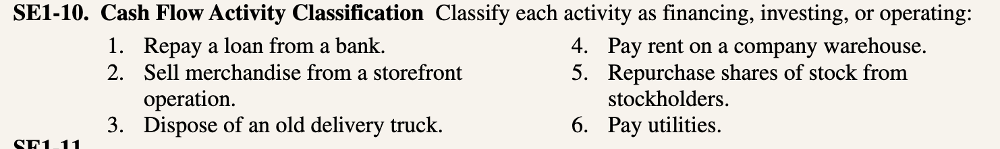 SE1-10. Cash Flow Activity Classification Classify each activity as financing, investing, or operating:
1. Repay a loan from a bank.
2. Sell merchandise from a storefront
operation.
3. Dispose of an old delivery truck.
4. Pay rent on a company warehouse.
5. Repurchase shares of stock from
stockholders.
6. Pay utilities.
SE1-11